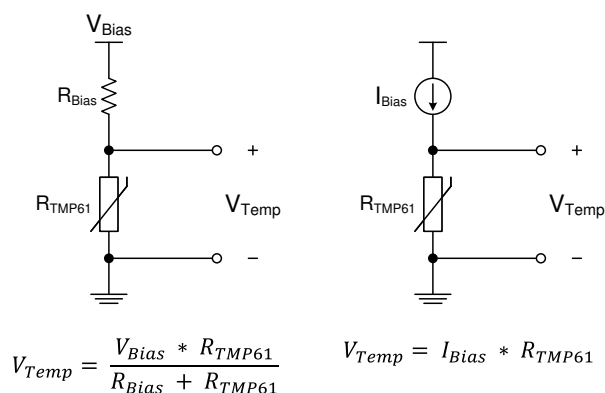 V_Bias
R_Bias
+
R_TMP61
V_Temp
−
V_Temp = V_Bias * R_TMP61 / R_Bias + R_TMP61
I_Bias
+
R_TMP61
V_Temp
−
V_Temp = I_Bias * R_TMP61